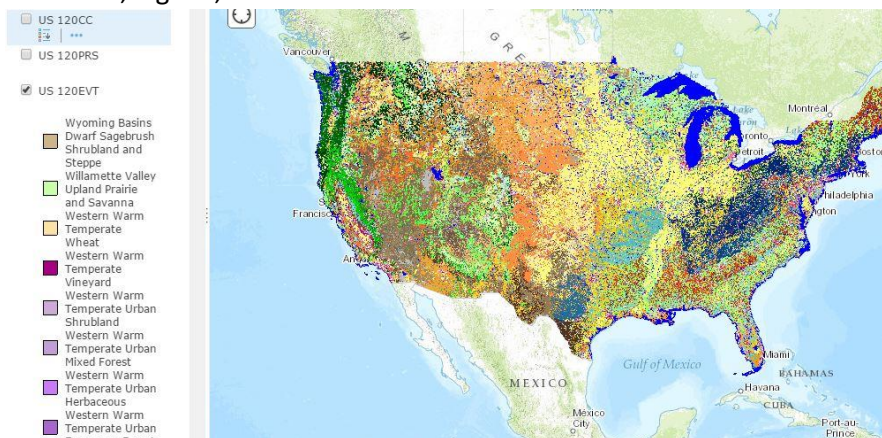 US 120CC
US 120PRS
US 120EVT
Wyoming Basins
Dwarf Sagebrush
Shrubland and
Steppe
Willamette Valley
Upland Prairie
and Savanna
Western Warm
Temperate
Wheat
Western Warm
Temperate
Vineyard
Western Warm
Temperate Urban
Shrubland
Western Warm
Temperate Urban
Mixed Forest
Western Warm
Temperate Urban
Herbaceous
Western Warm
Temperate Urban
Vancouver
G R E
Montréal
Toronto
Detroit
Boston
York
Philadelphia
Francisc
Gulf of Mexico
Miami
BAHAMAS
MEXICO
Havana
CUBA
México
City
Port-au-
Prince